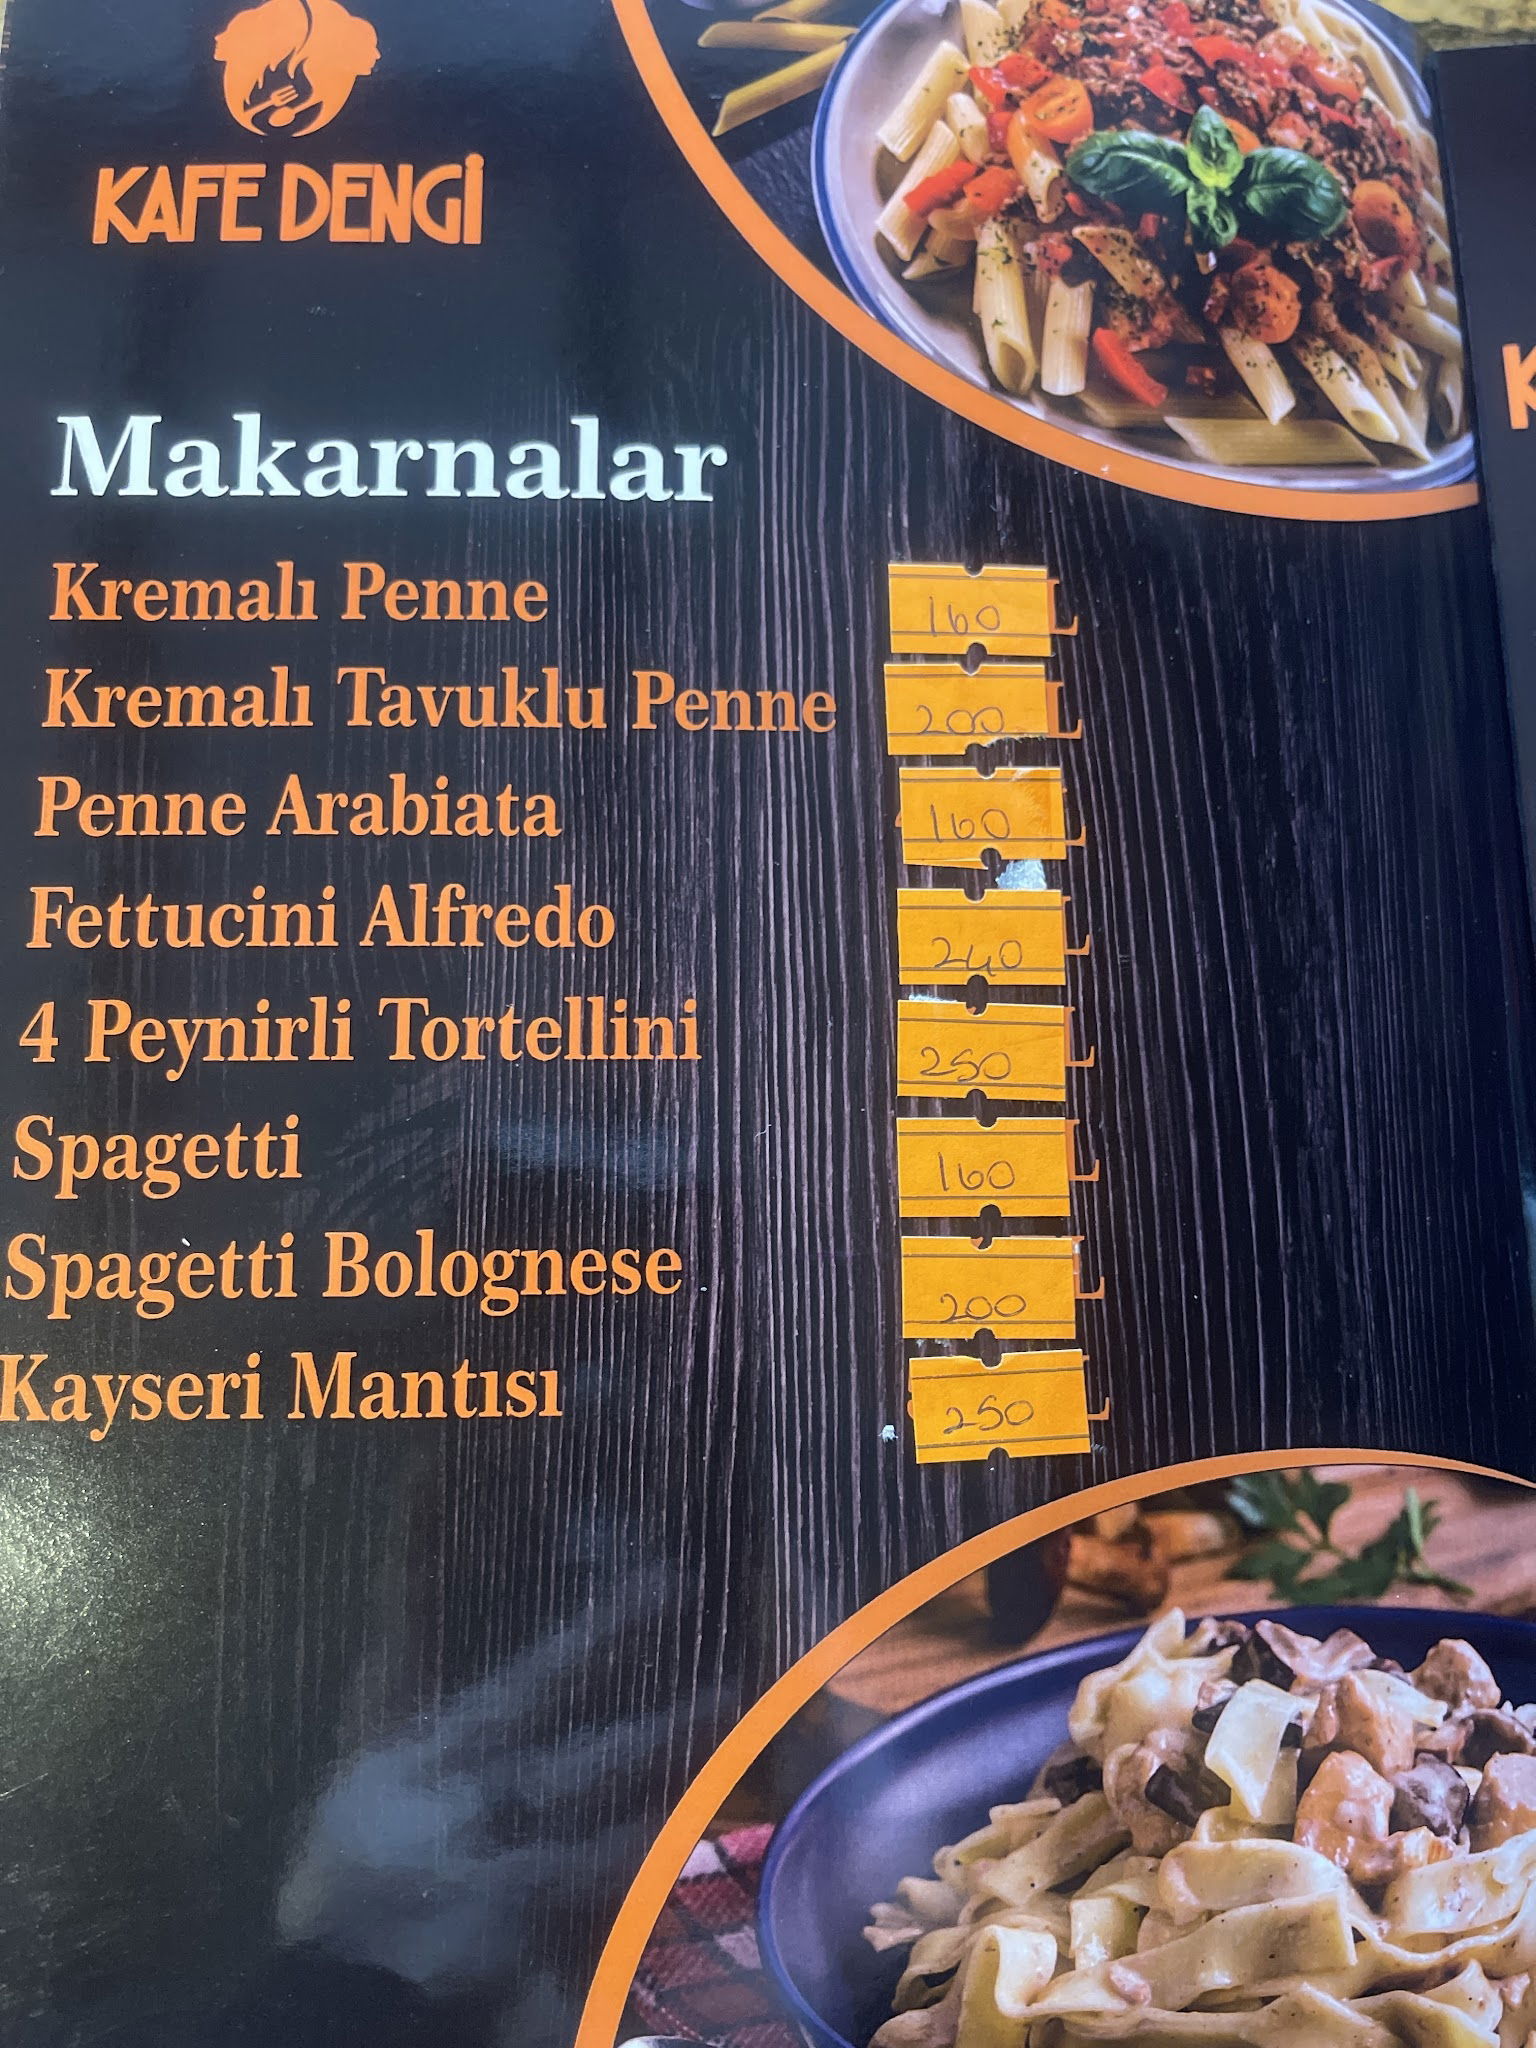 KAFE DENGİ
Makarnalar
Kremalı Penne 160 L
Kremalı Tavuklu Penne 200 L
Penne Arabiata 160 L
Fettucini Alfredo 240 L
4 Peynirli Tortellini 250 L
Spagetti 160 L
Spagetti Bolognese 200 L
Kayseri Mantısı 250 L
K